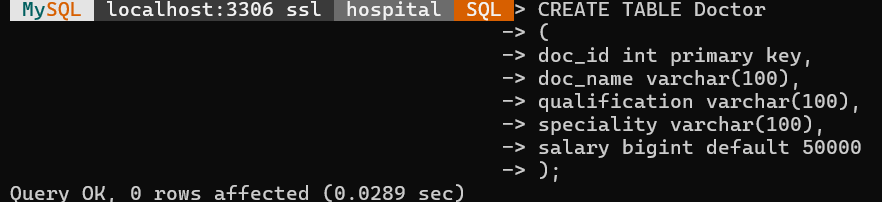 MySQL localhost:3306 ssl hospital SQL > CREATE TABLE Doctor
-> (
-> doc_id int primary key,
-> doc_name varchar(100),
-> qualification varchar(100),
-> speciality varchar(100),
-> salary bigint default 50000
-> );
Query OK, 0 rows affected (0.0289 sec)